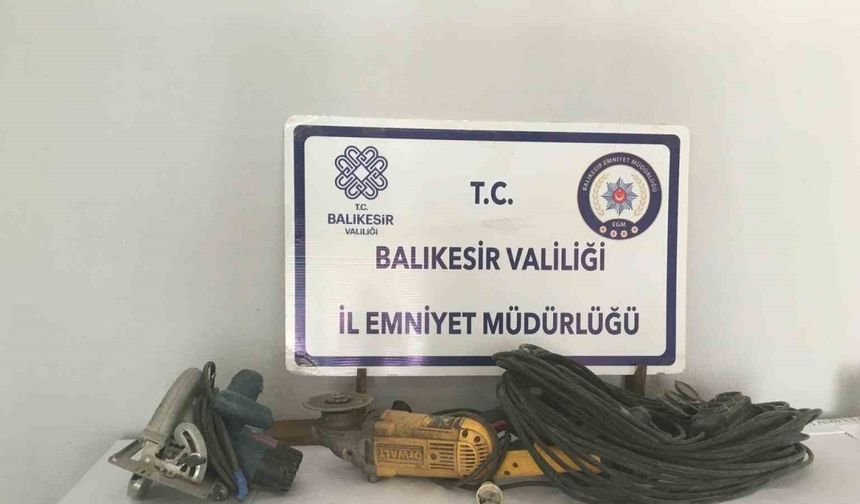 T.C.
BALIKESİR
VALİLİĞİ
T.C.
BALIKESİR EMNİYET MÜDÜRLÜĞÜ
EGM
BALIKESİR VALİLİĞİ
İL EMNİYET MÜDÜRLÜĞÜ
DEWALT